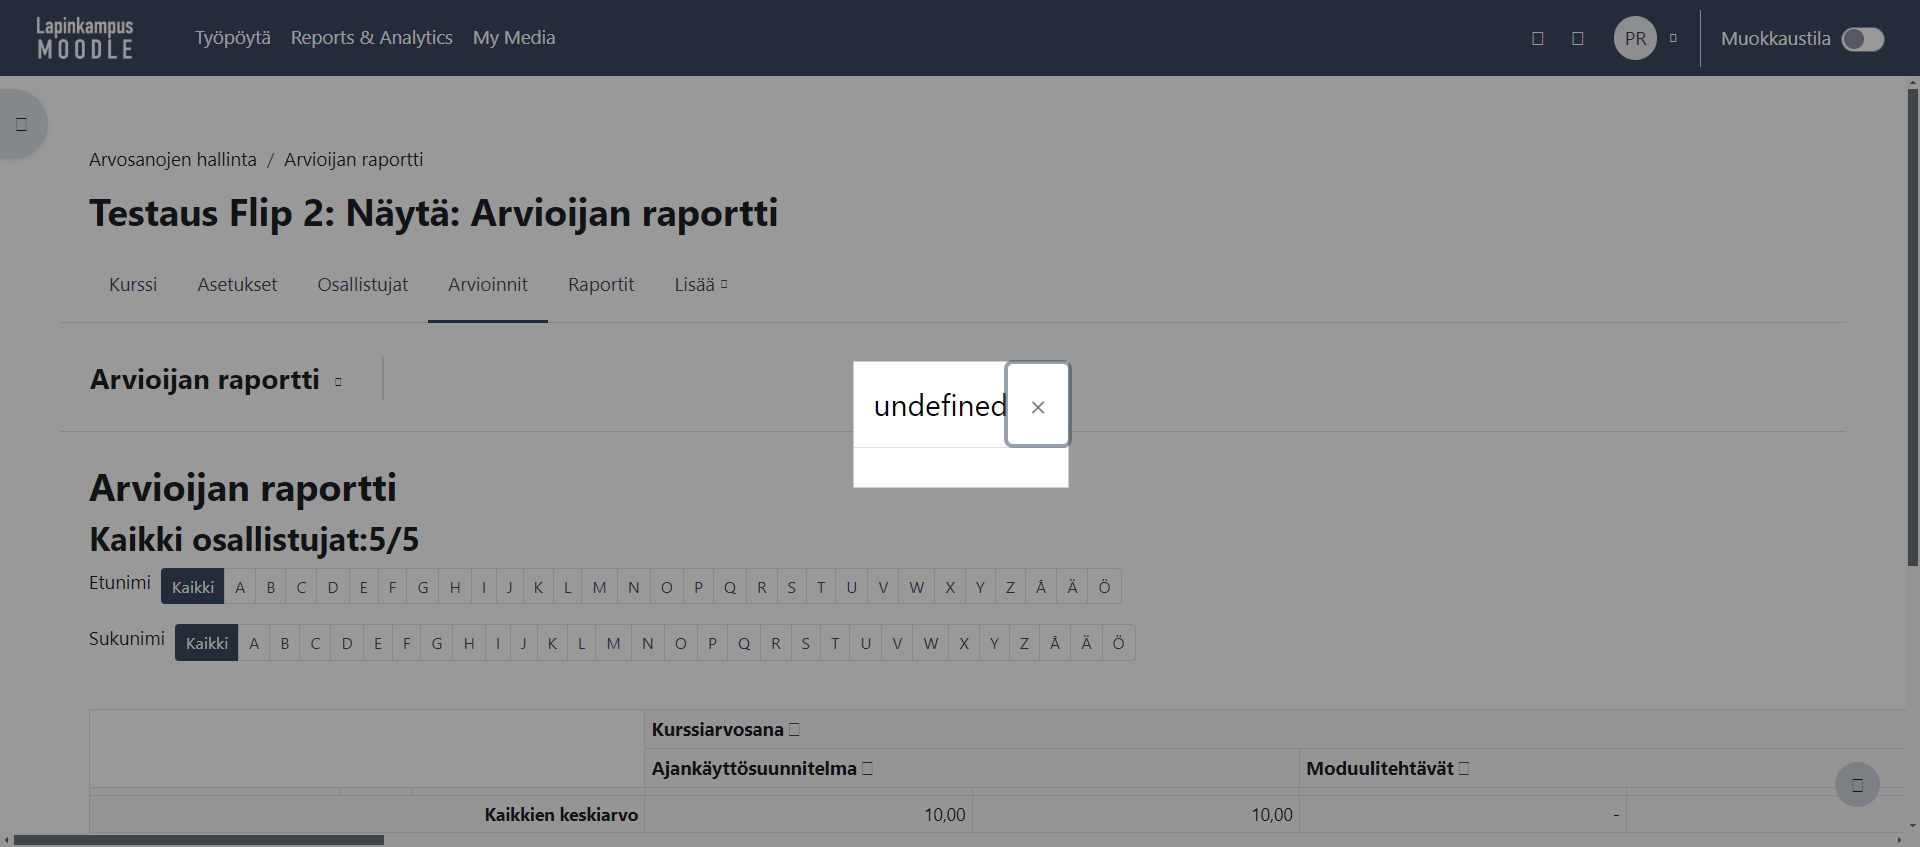 Lapinkampus
MOODLE
Työpöytä Reports & Analytics My Media
PR
Muokkaustila
Arvosanojen hallinta / Arvioijan raportti
Testaus Flip 2: Näytä: Arvioijan raportti
Kurssi Asetukset Osallistujat Arvioinnit Raportit Lisää
Arvioijan raportti
undefined ×
Arvioijan raportti
Kaikki osallistujat:5/5
Etunimi Kaikki A B C D E F G H I J K L M N O P Q R S T U V W X Y Z Å Ä Ö
Sukunimi Kaikki A B C D E F G H I J K L M N O P Q R S T U V W X Y Z Å Ä Ö
Kurssiarvosana
Ajankäyttösuunnitelma Moduulitehtävät
Kaikkien keskiarvo 10,00 10,00 -